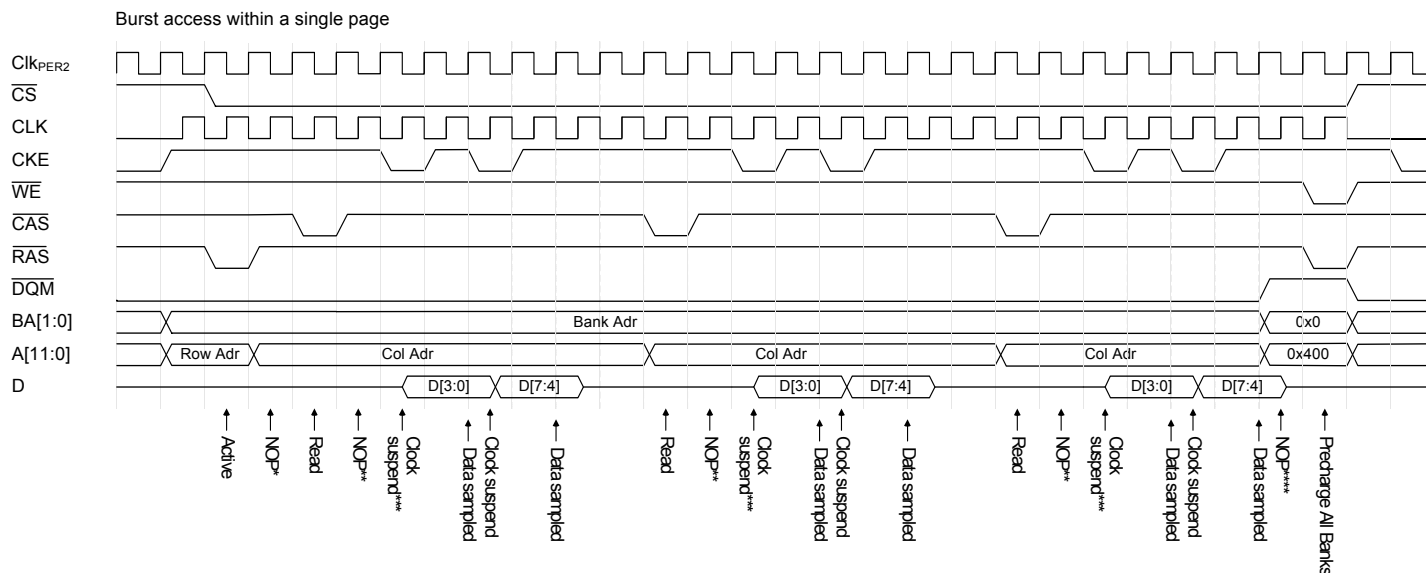 Burst access within a single page
ClkPER2
CS
CLK
CKE
WE
CAS
RAS
DQM
BA[1:0] Bank Adr 0x0
A[11:0] Row Adr Col Adr Col Adr Col Adr 0x400
D D[3:0] D[7:4] D[3:0] D[7:4] D[3:0] D[7:4]
Active
NOP*
Read
NOP**
Clock
suspend***
Data sampled
Clock suspend
Data sampled
Read
NOP**
Clock
suspend***
Data sampled
Clock suspend
Data sampled
Read
NOP**
Clock
suspend***
Data sampled
Clock suspend
Data sampled
NOP****
Precharge All Banks